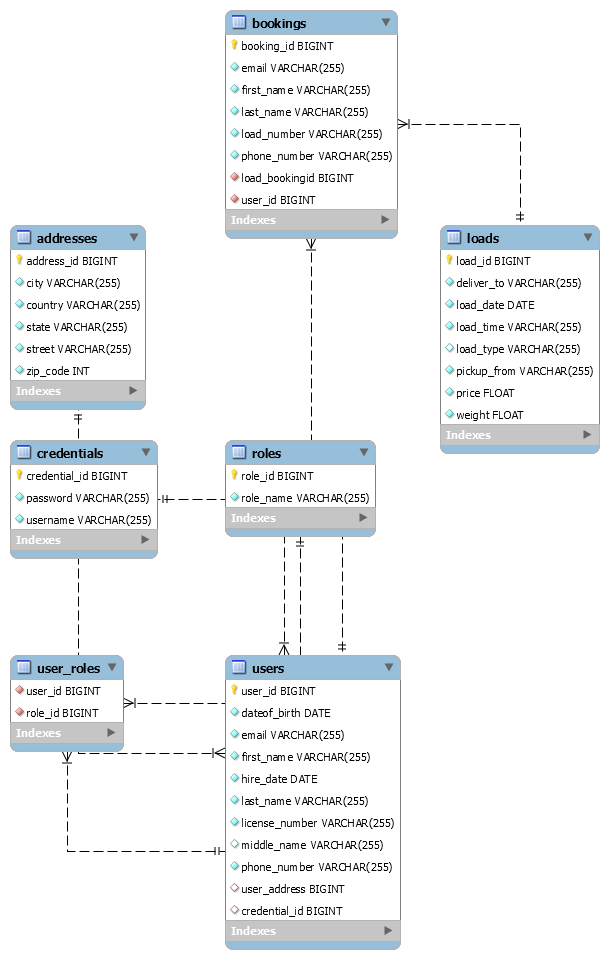 bookings
booking_id BIGINT
email VARCHAR(255)
first_name VARCHAR(255)
last_name VARCHAR(255)
load_number VARCHAR(255)
phone_number VARCHAR(255)
load_bookingid BIGINT
user_id BIGINT
Indexes
addresses
address_id BIGINT
city VARCHAR(255)
country VARCHAR(255)
state VARCHAR(255)
street VARCHAR(255)
zip_code INT
Indexes
loads
load_id BIGINT
deliver_to VARCHAR(255)
load_date DATE
load_time VARCHAR(255)
load_type VARCHAR(255)
pickup_from VARCHAR(255)
price FLOAT
weight FLOAT
Indexes
credentials
credential_id BIGINT
password VARCHAR(255)
username VARCHAR(255)
Indexes
roles
role_id BIGINT
role_name VARCHAR(255)
Indexes
user_roles
user_id BIGINT
role_id BIGINT
Indexes
users
user_id BIGINT
dateof_birth DATE
email VARCHAR(255)
first_name VARCHAR(255)
hire_date DATE
last_name VARCHAR(255)
license_number VARCHAR(255)
middle_name VARCHAR(255)
phone_number VARCHAR(255)
user_address BIGINT
credential_id BIGINT
Indexes